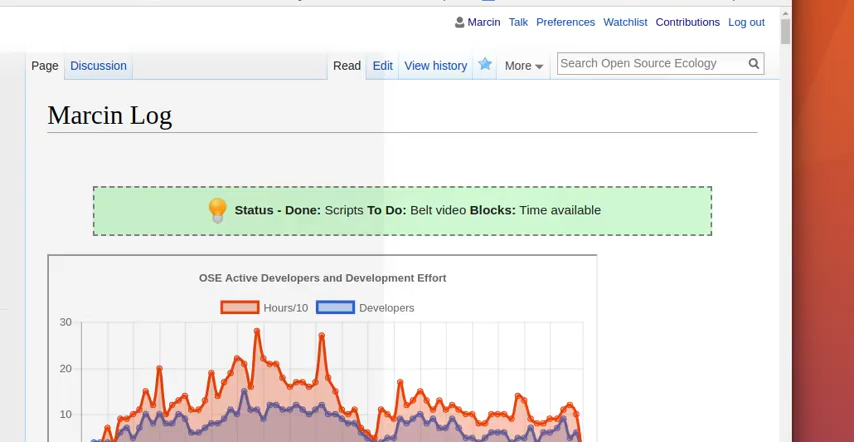 Marcin Talk Preferences Watchlist Contributions Log out
Page Discussion Read Edit View history More Search Open Source Ecology
Marcin Log
Status - Done: Scripts To Do: Belt video Blocks: Time available
OSE Active Developers and Development Effort
Hours/10 Developers
30
20
10